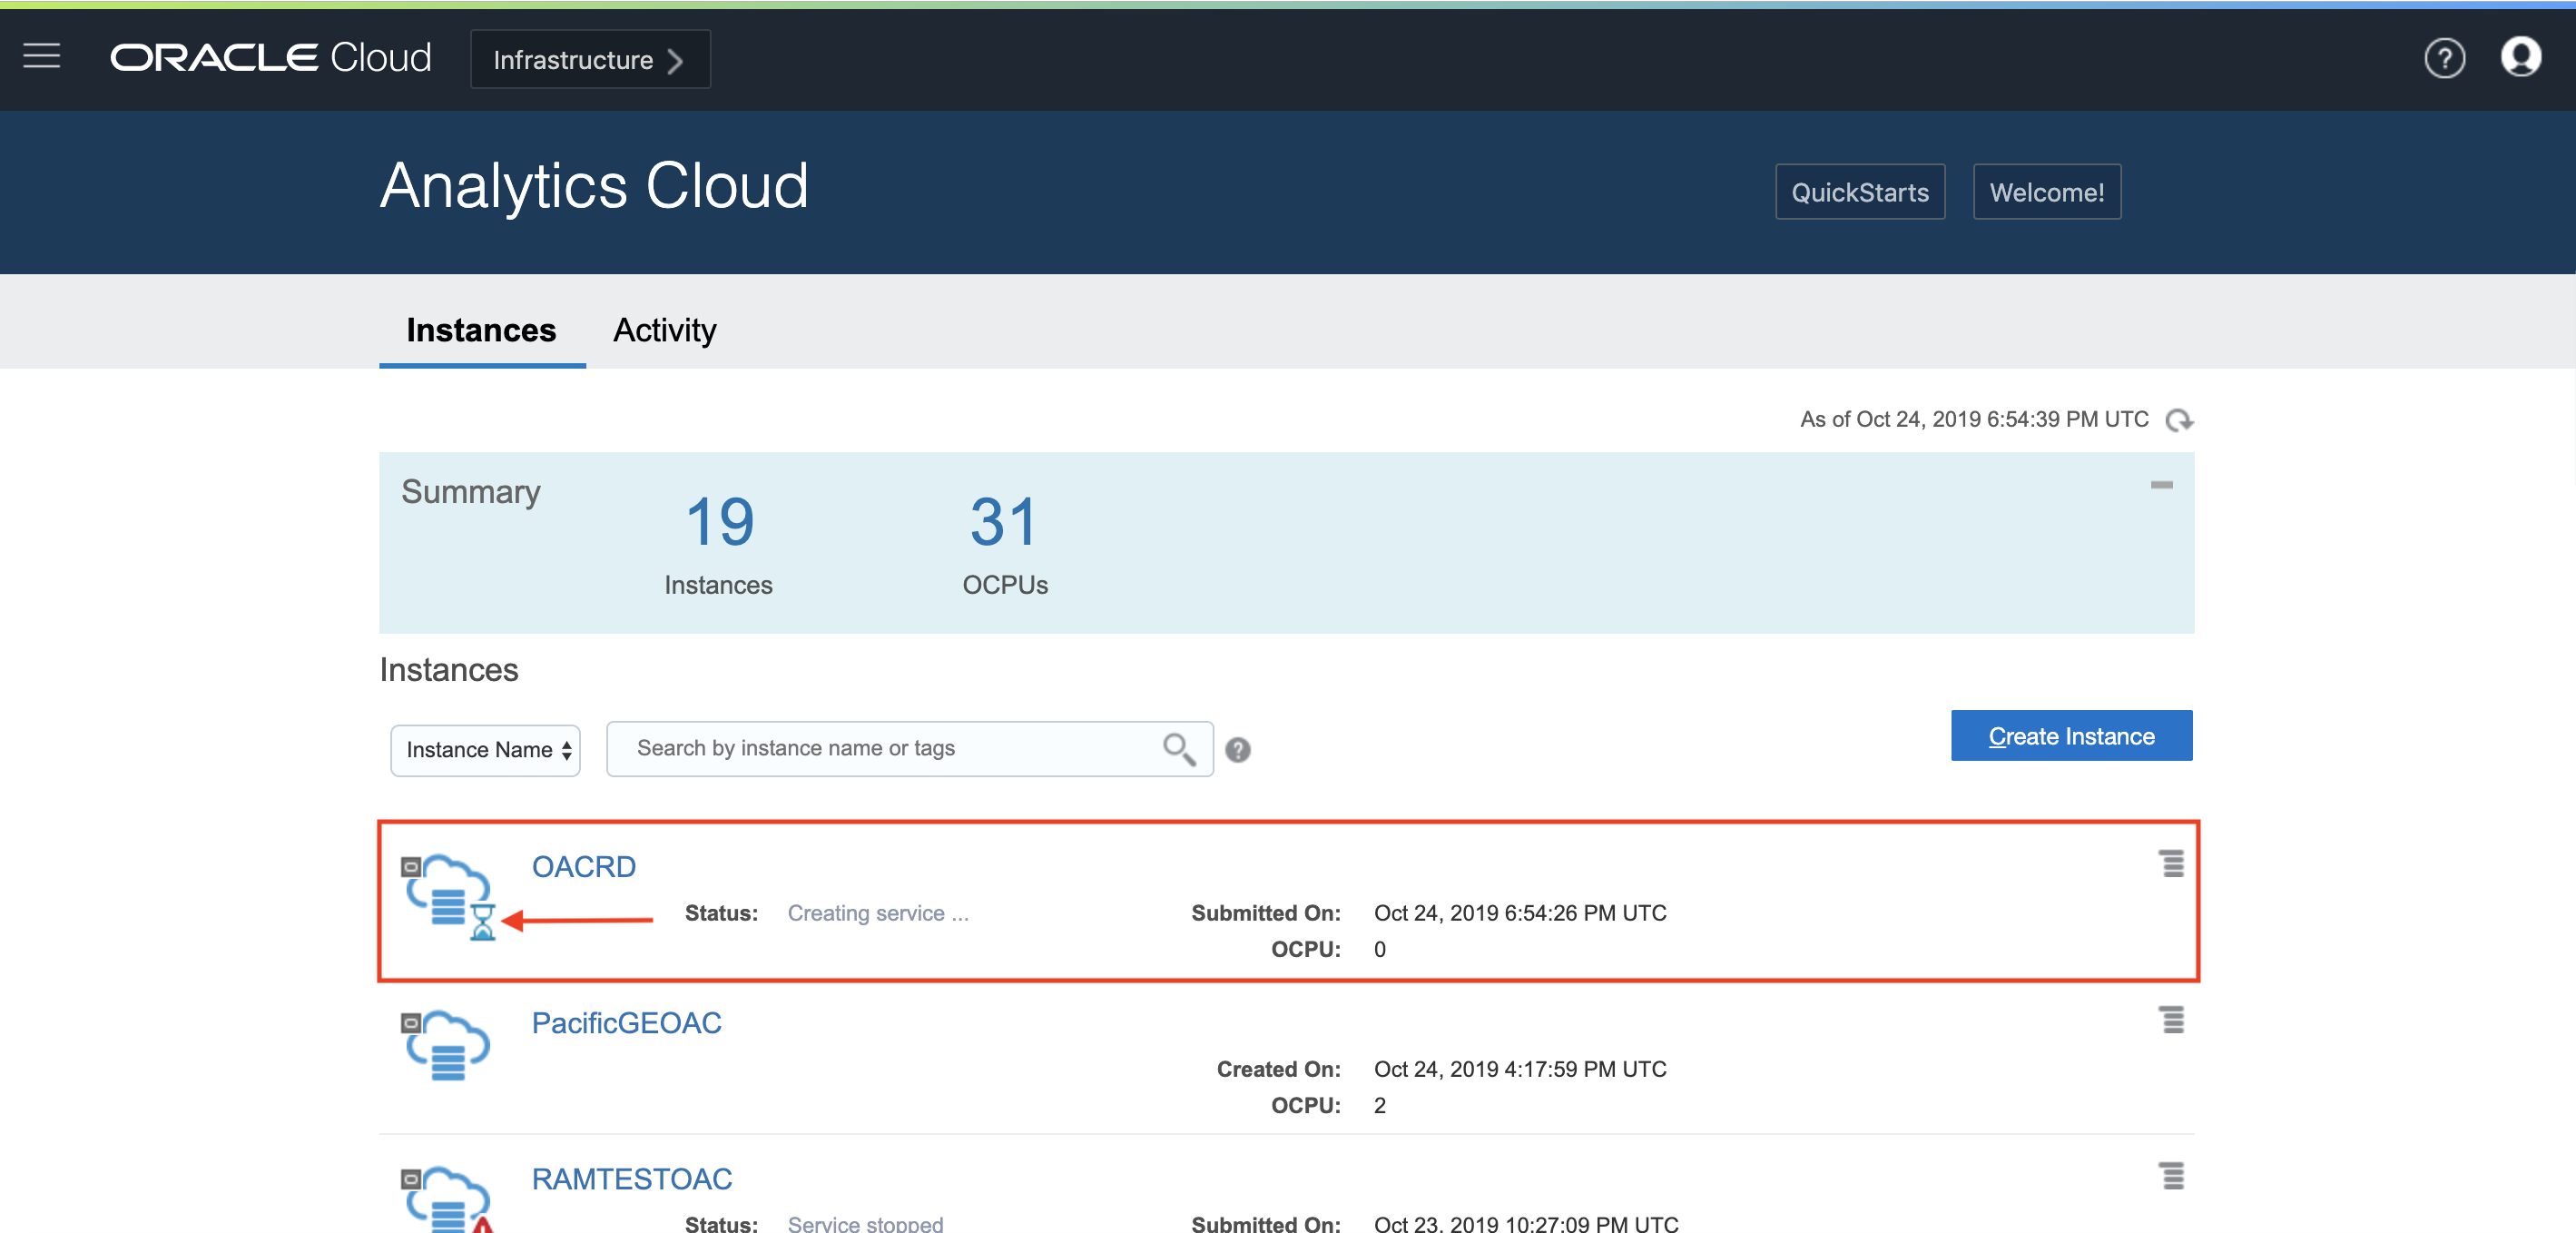 ORACLE Cloud Infrastructure
Analytics Cloud
QuickStarts Welcome!
Instances Activity
As of Oct 24, 2019 6:54:39 PM UTC
Summary
19 31
Instances OCPUs
Instances
Instance Name Search by instance name or tags Create Instance
OACRD
Status: Creating service ... Submitted On: Oct 24, 2019 6:54:26 PM UTC
OCPU: 0
PacificGEOAC
Created On: Oct 24, 2019 4:17:59 PM UTC
OCPU: 2
RAMTESTOAC
Status: Service stopped Submitted On: Oct 23, 2019 10:27:09 PM UTC